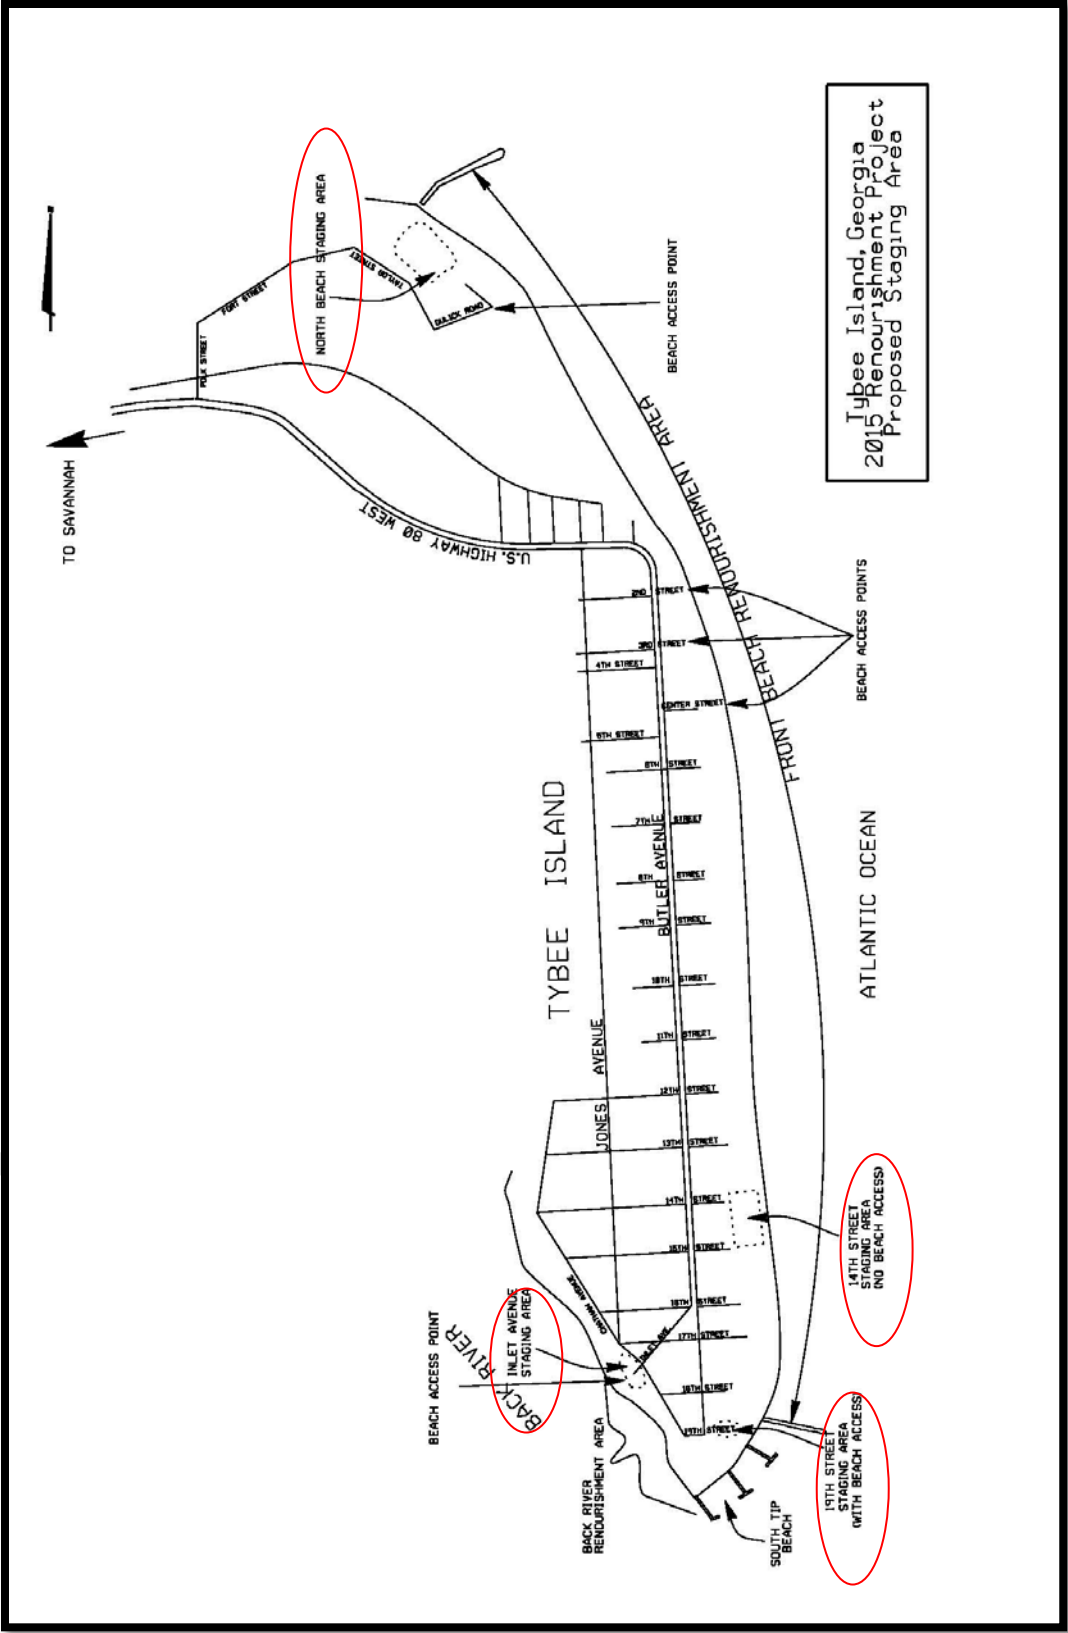 Tybee Island, Georgia
2015 Renourishment Project
Proposed Staging Area
NORTH BEACH STAGING AREA
TAYLOR STREET
FORT STREET
POLK STREET
GULICK ROAD
BEACH ACCESS POINT
TO SAVANNAH
U.S. HIGHWAY 80 WEST
FRONT BEACH RENOURISHMENT AREA
BEACH ACCESS POINTS
2ND STREET
3RD STREET
4TH STREET
CENTER STREET
5TH STREET
6TH STREET
7TH STREET
8TH STREET
9TH STREET
10TH STREET
11TH STREET
12TH STREET
13TH STREET
14TH STREET
15TH STREET
16TH STREET
17TH STREET
18TH STREET
19TH STREET
BUTLER AVENUE
JONES AVENUE
TYBEE ISLAND
ATLANTIC OCEAN
CHATHAM AVENUE
INLET AVE.
14TH STREET
STAGING AREA
(NO BEACH ACCESS)
INLET AVENUE
STAGING AREA
BEACH ACCESS POINT
BACK RIVER
BACK RIVER
RENOURISHMENT AREA
19TH STREET
STAGING AREA
(WITH BEACH ACCESS)
SOUTH TIP
BEACH